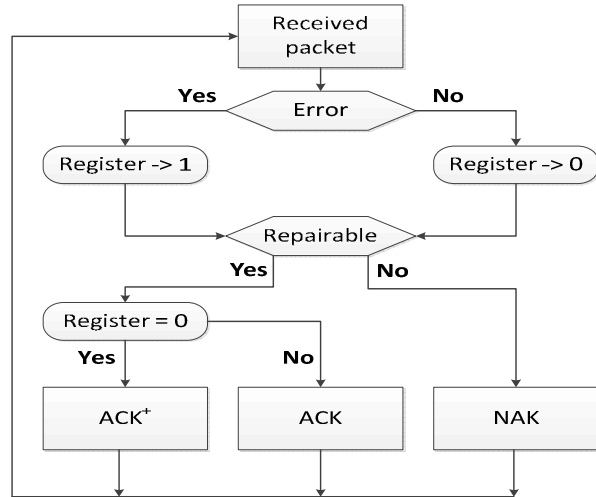 Received
packet
Yes
Error
No
Register -> 1
Register -> 0
Repairable
Yes
No
Register = 0
Yes
No
ACK⁺
ACK
NAK